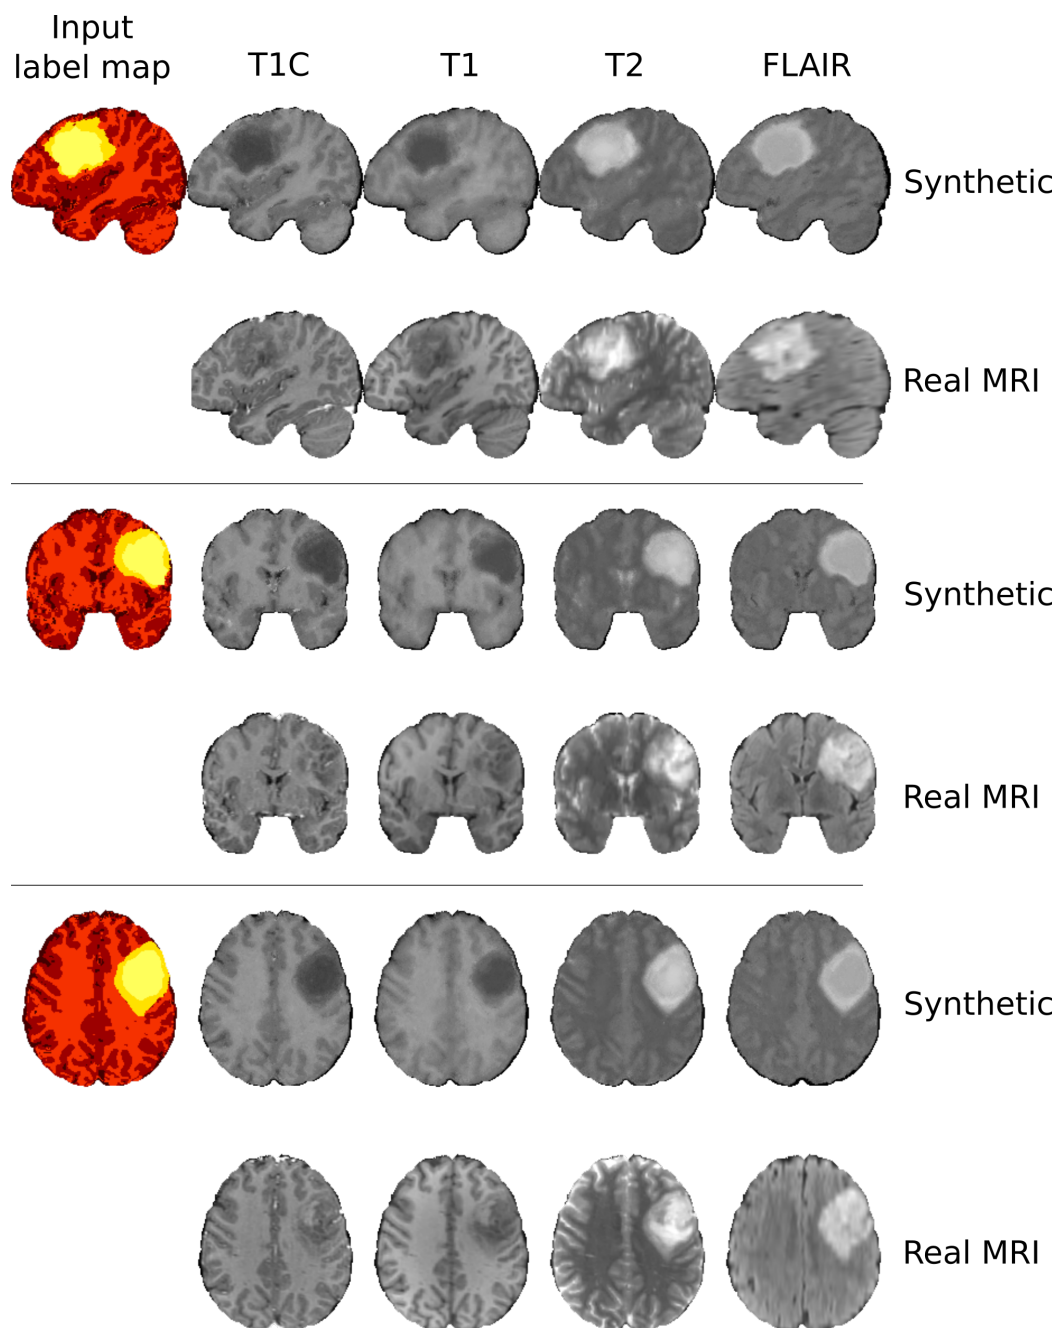 Input
label map
T1C
T1
T2
FLAIR
Synthetic
Real MRI
Synthetic
Real MRI
Synthetic
Real MRI